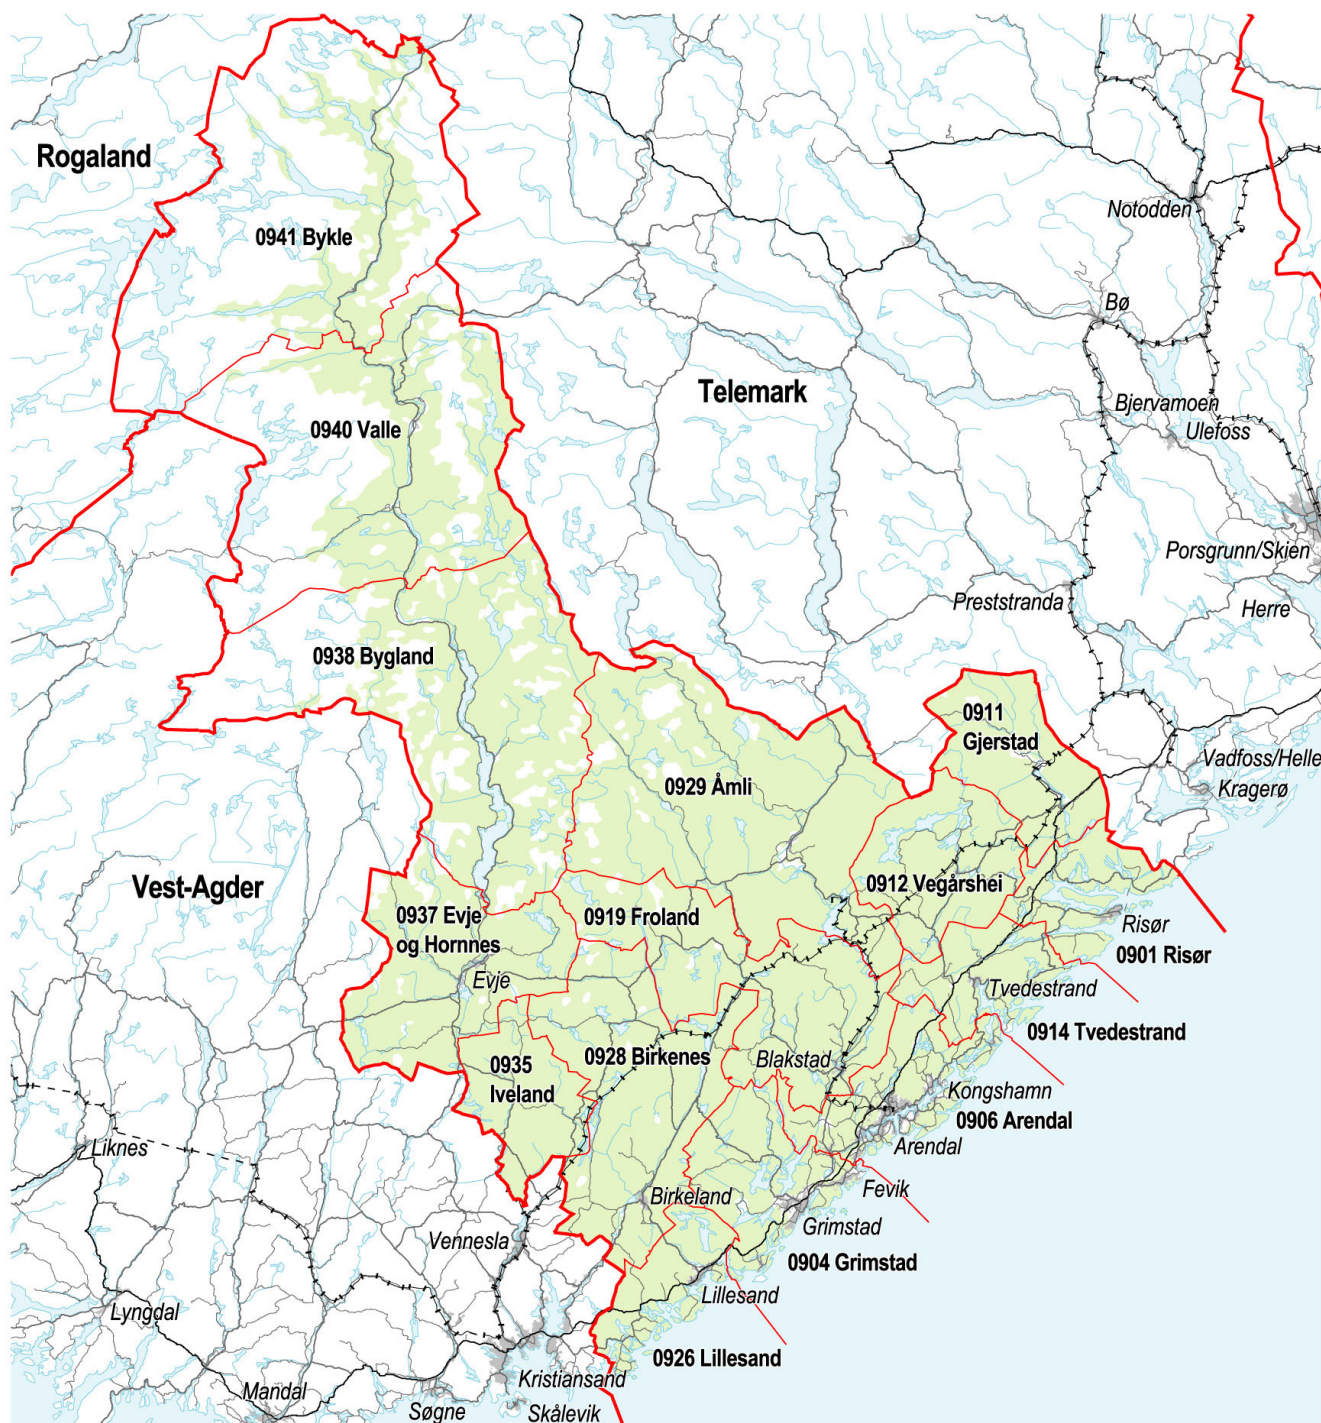 Rogaland
Notodden
0941 Bykle
Bø
Telemark
Bjervamoen
0940 Valle
Ulefoss
Porsgrunn/Skien
Preststranda
Herre
0938 Bygland
0911
Gjerstad
Vadfoss/Helle
0929 Åmli
Kragerø
Vest-Agder
0912 Vegårshei
0937 Evje
og Hornnes
0919 Froland
Risør
0901 Risør
Evje
Tvedestrand
0914 Tvedestrand
0928 Birkenes
Blakstad
0935
Iveland
Kongshamn
0906 Arendal
Liknes
Arendal
Fevik
Birkeland
Grimstad
Vennesla
0904 Grimstad
Lillesand
Lyngdal
0926 Lillesand
Kristiansand
Mandal
Søgne
Skålevik